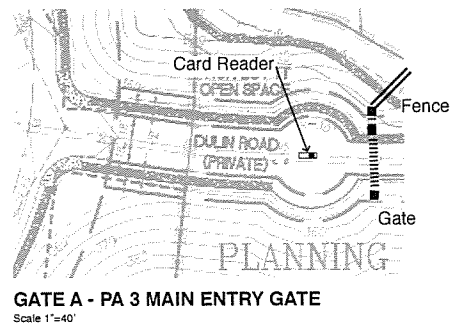 Card Reader
OPEN SPACE
Fence
DULIN ROAD
(PRIVATE)
Gate
PLANNING
GATE A - PA 3 MAIN ENTRY GATE
Scale 1"=40'